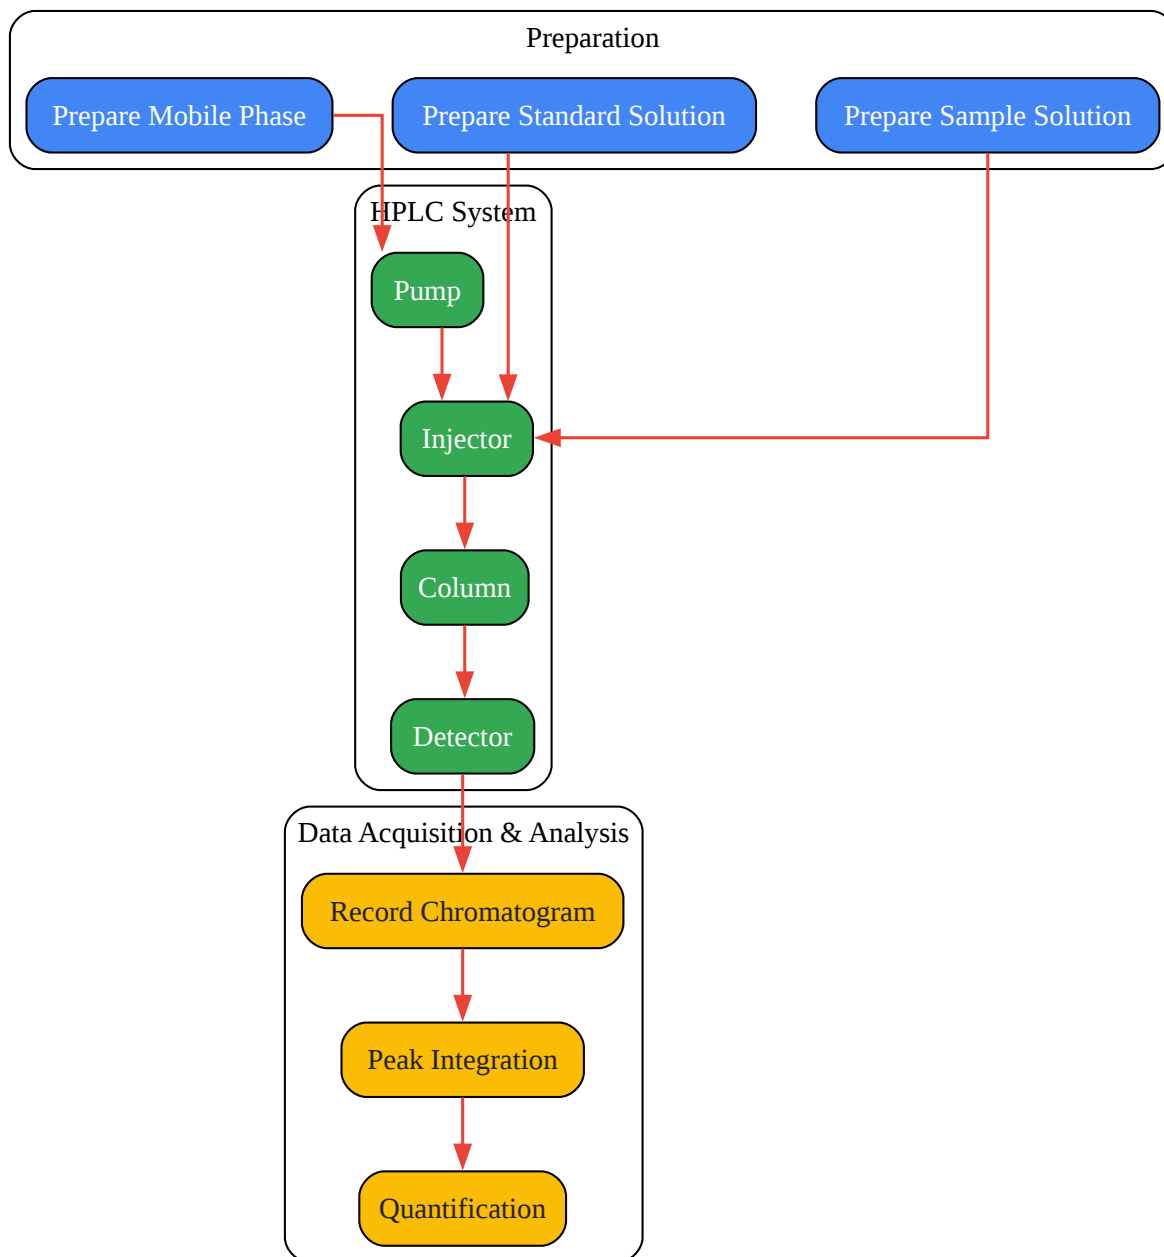 Preparation
Prepare Mobile Phase
Prepare Standard Solution
Prepare Sample Solution
HPLC System
Pump
Injector
Column
Detector
Data Acquisition & Analysis
Record Chromatogram
Peak Integration
Quantification